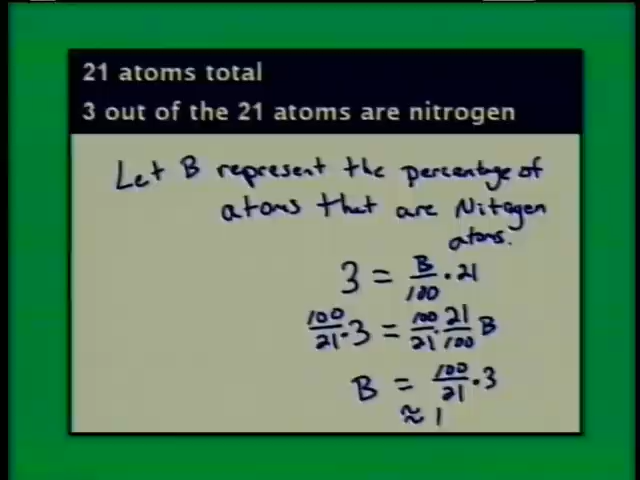 21 atoms total
3 out of the 21 atoms are nitrogen
Let B represent the percentage of
atoms that are Nitogen
atoms.
3 = B/100 · 21
100/21 · 3 = 100/21 · 21/100 B
B = 100/21 · 3
≈ 1